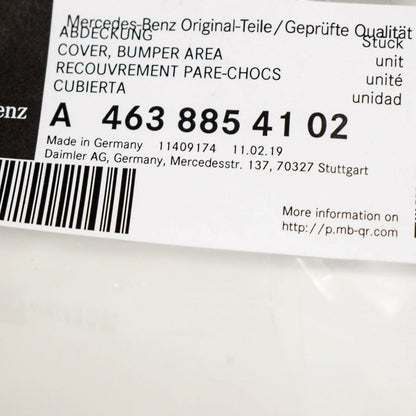 Mercedes-Benz Original-Teile/Geprüfte Qualität
ABDECKUNG
COVER, BUMPER AREA
RECOUVREMENT PARE-CHOCS
CUBIERTA
Stück
unit
unité
unidad
enz
A 463 885 41 02
Made in Germany 11409174 11.02.19
Daimler AG, Germany, Mercedesstr. 137, 70327 Stuttgart
More information on
http://p.mb-qr.com